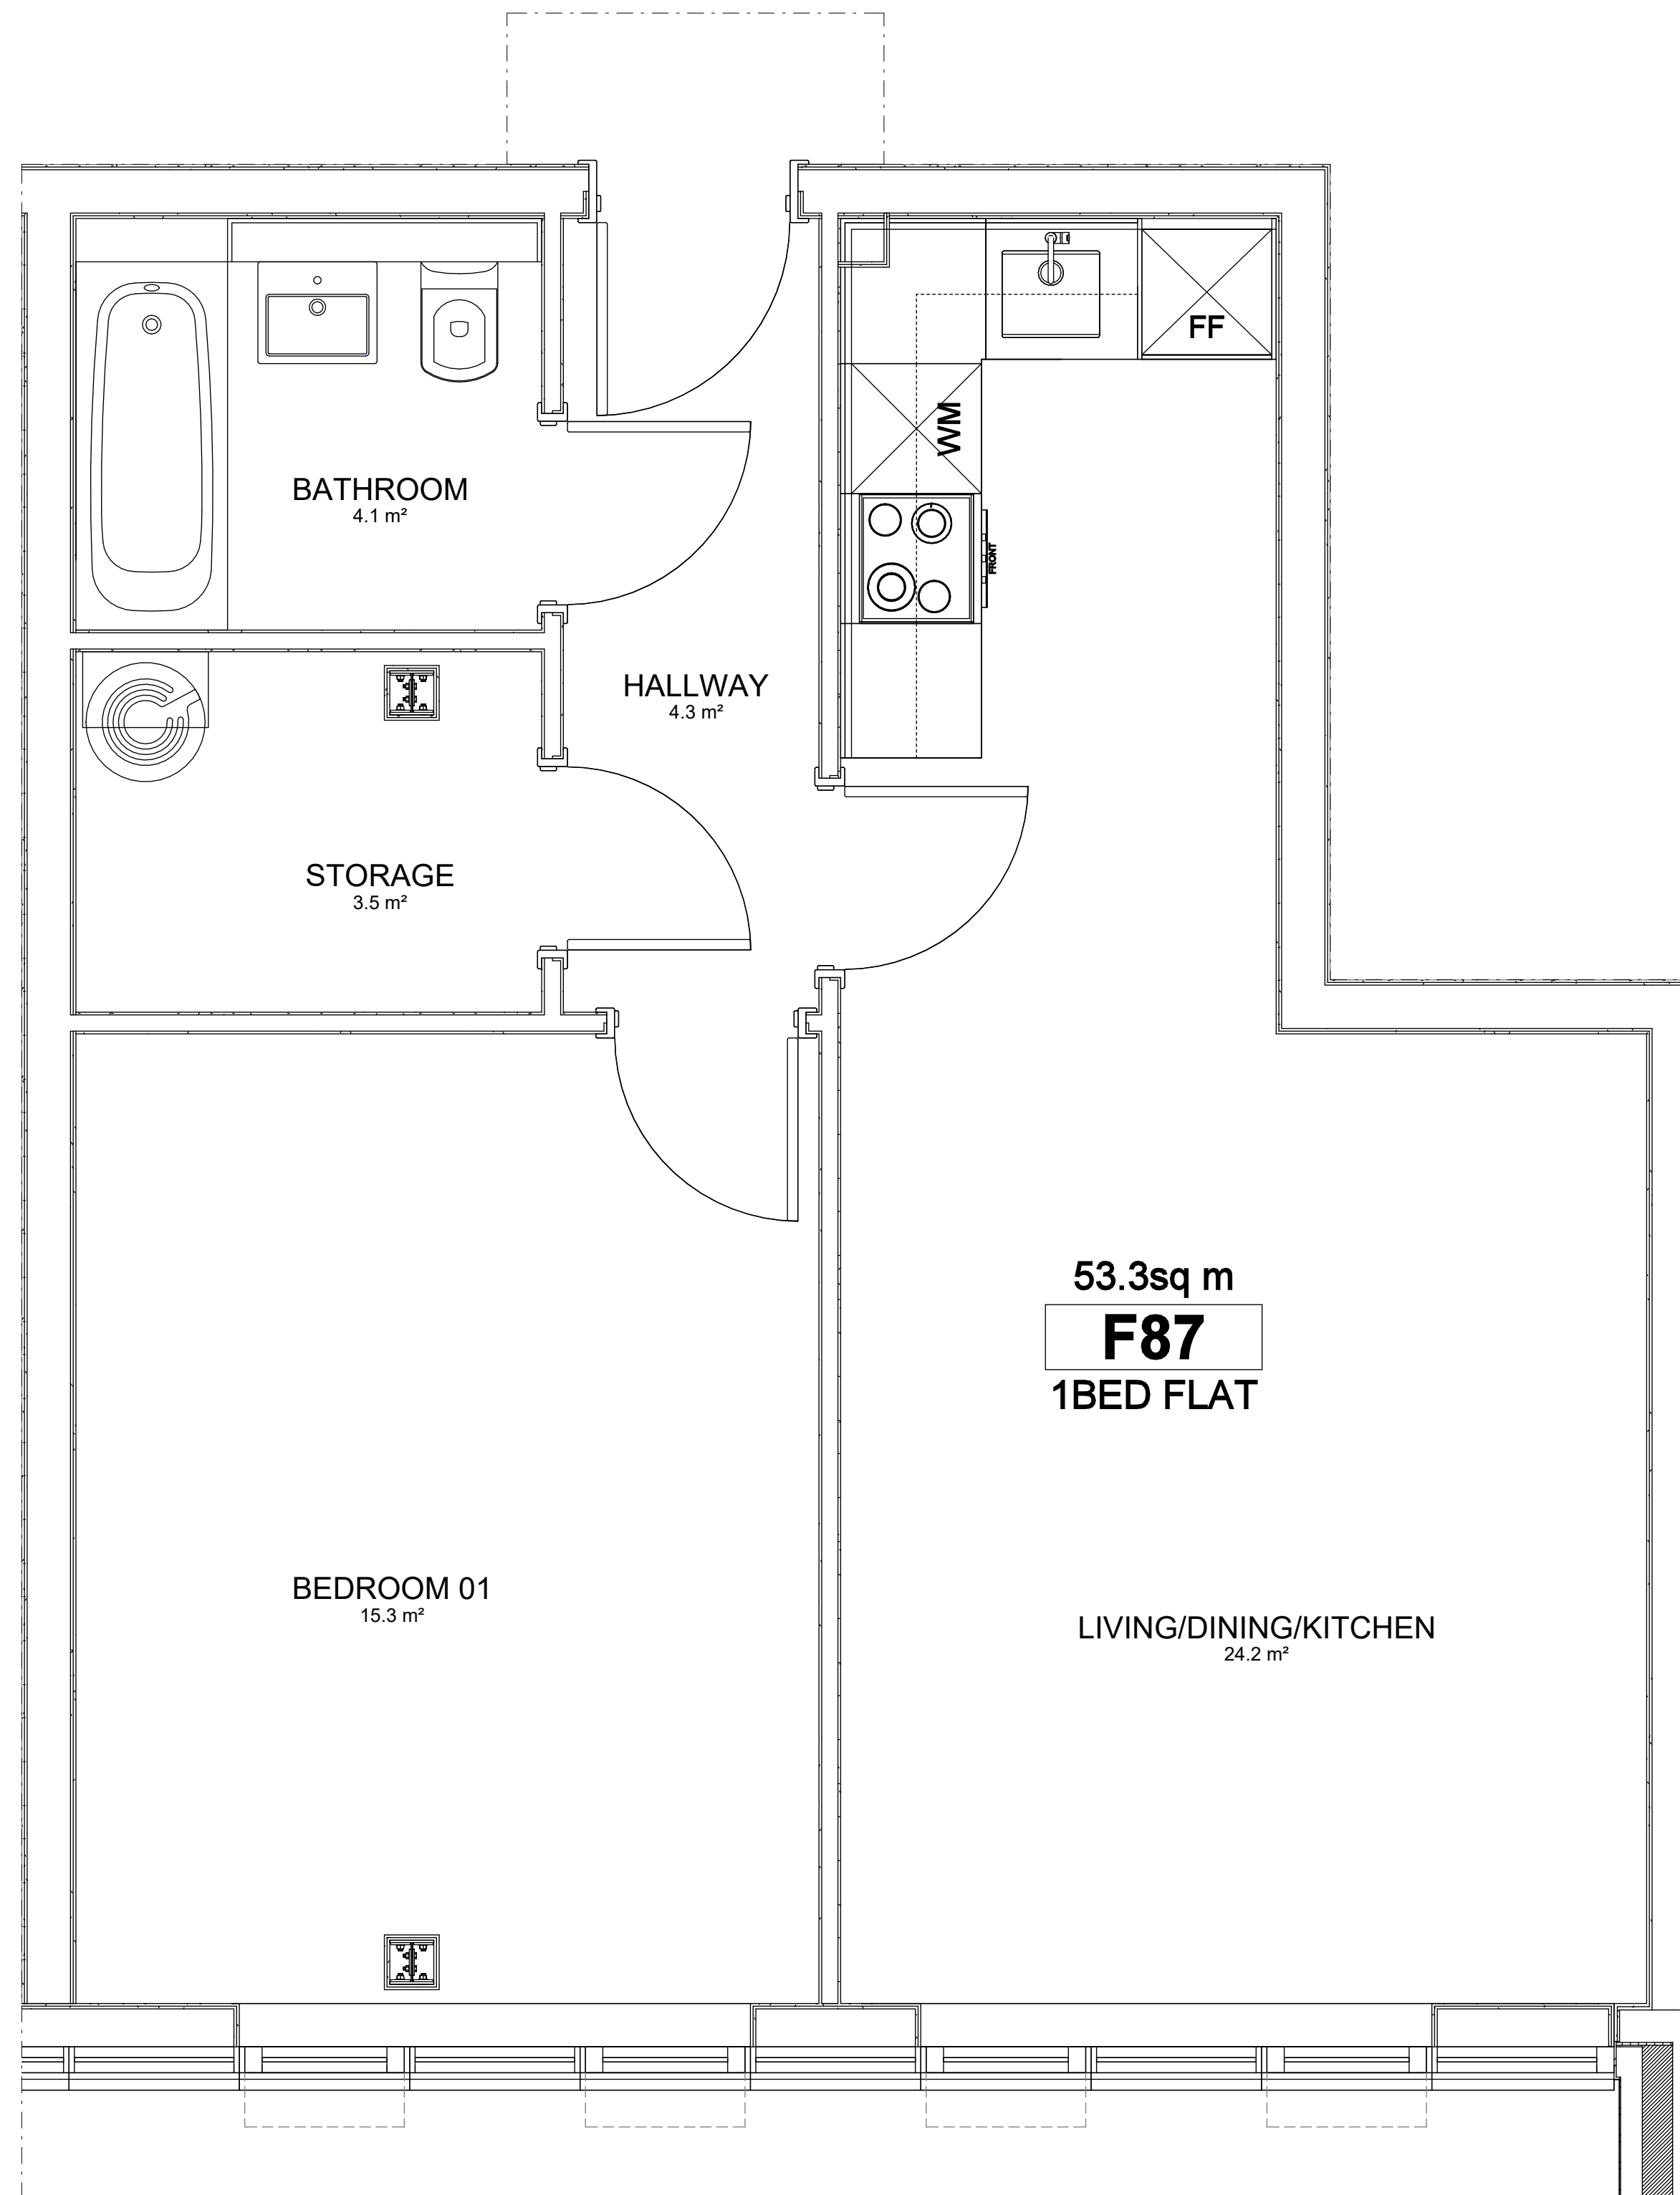 FF
WM
BATHROOM
4.1 m²
FRONT
HALLWAY
4.3 m²
STORAGE
3.5 m²
53.3sq m
F87
1BED FLAT
BEDROOM 01
15.3 m²
LIVING/DINING/KITCHEN
24.2 m²